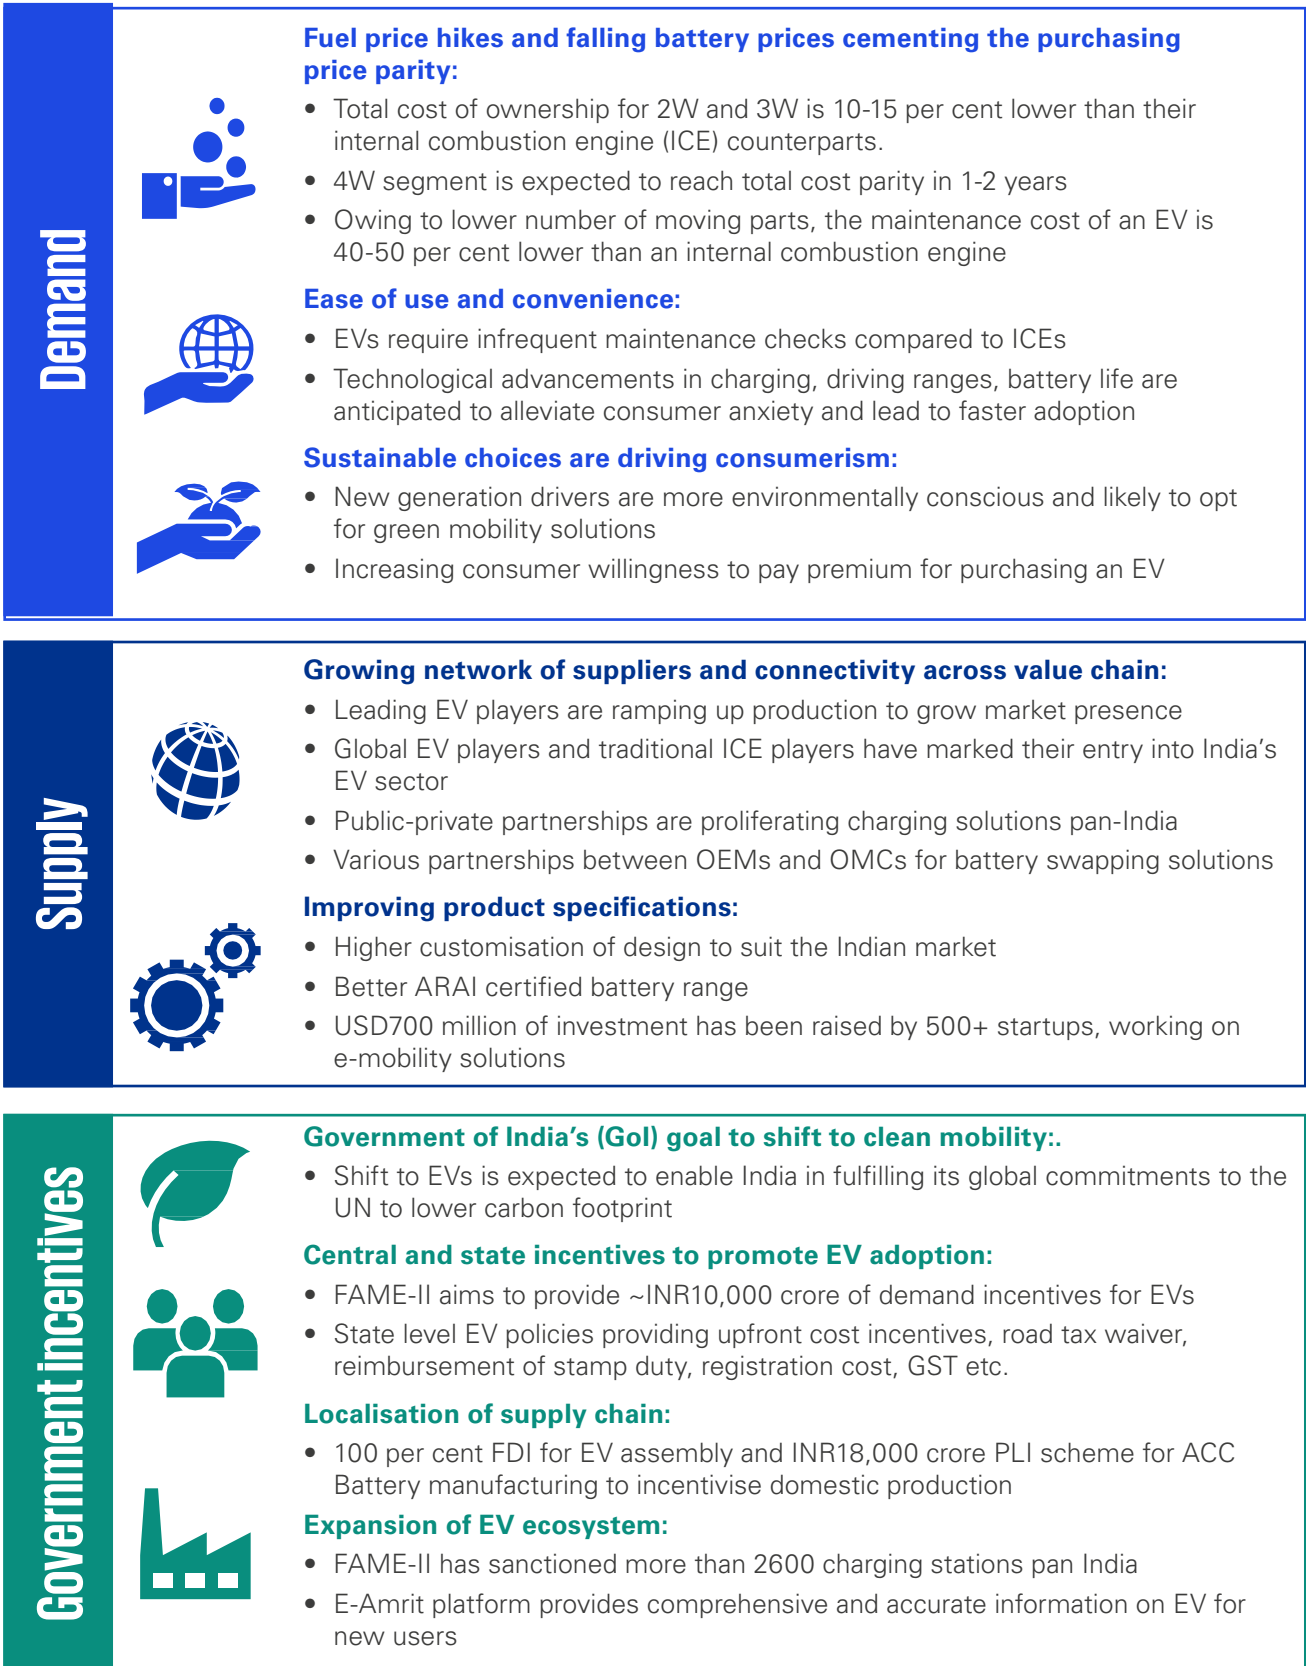 Demand
Fuel price hikes and falling battery prices cementing the purchasing
price parity:
• Total cost of ownership for 2W and 3W is 10-15 per cent lower than their
internal combustion engine (ICE) counterparts.
• 4W segment is expected to reach total cost parity in 1-2 years
• Owing to lower number of moving parts, the maintenance cost of an EV is
40-50 per cent lower than an internal combustion engine
Ease of use and convenience:
• EVs require infrequent maintenance checks compared to ICEs
• Technological advancements in charging, driving ranges, battery life are
anticipated to alleviate consumer anxiety and lead to faster adoption
Sustainable choices are driving consumerism:
• New generation drivers are more environmentally conscious and likely to opt
for green mobility solutions
• Increasing consumer willingness to pay premium for purchasing an EV
Supply
Growing network of suppliers and connectivity across value chain:
• Leading EV players are ramping up production to grow market presence
• Global EV players and traditional ICE players have marked their entry into India's
EV sector
• Public-private partnerships are proliferating charging solutions pan-India
• Various partnerships between OEMs and OMCs for battery swapping solutions
Improving product specifications:
• Higher customisation of design to suit the Indian market
• Better ARAI certified battery range
• USD700 million of investment has been raised by 500+ startups, working on
e-mobility solutions
Government incentives
Government of India's (GoI) goal to shift to clean mobility:.
• Shift to EVs is expected to enable India in fulfilling its global commitments to the
UN to lower carbon footprint
Central and state incentives to promote EV adoption:
• FAME-II aims to provide ~INR10,000 crore of demand incentives for EVs
• State level EV policies providing upfront cost incentives, road tax waiver,
reimbursement of stamp duty, registration cost, GST etc.
Localisation of supply chain:
• 100 per cent FDI for EV assembly and INR18,000 crore PLI scheme for ACC
Battery manufacturing to incentivise domestic production
Expansion of EV ecosystem:
• FAME-II has sanctioned more than 2600 charging stations pan India
• E-Amrit platform provides comprehensive and accurate information on EV for
new users